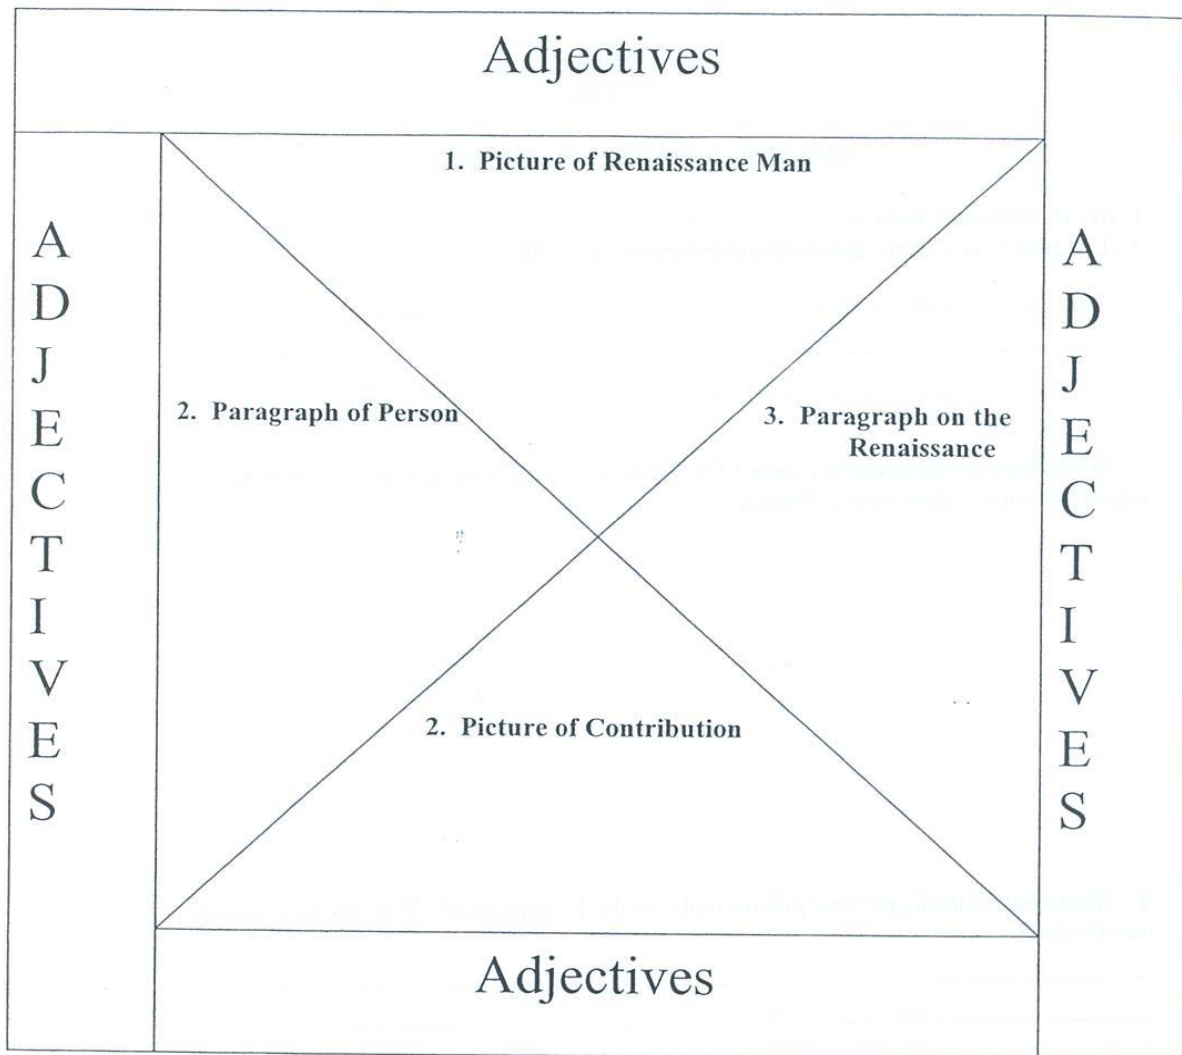 Adjectives
1. Picture of Renaissance Man
A
D
J
E
C
T
I
V
E
S
A
D
J
E
C
T
I
V
E
S
2. Paragraph of Person
3. Paragraph on the
Renaissance
2. Picture of Contribution
Adjectives